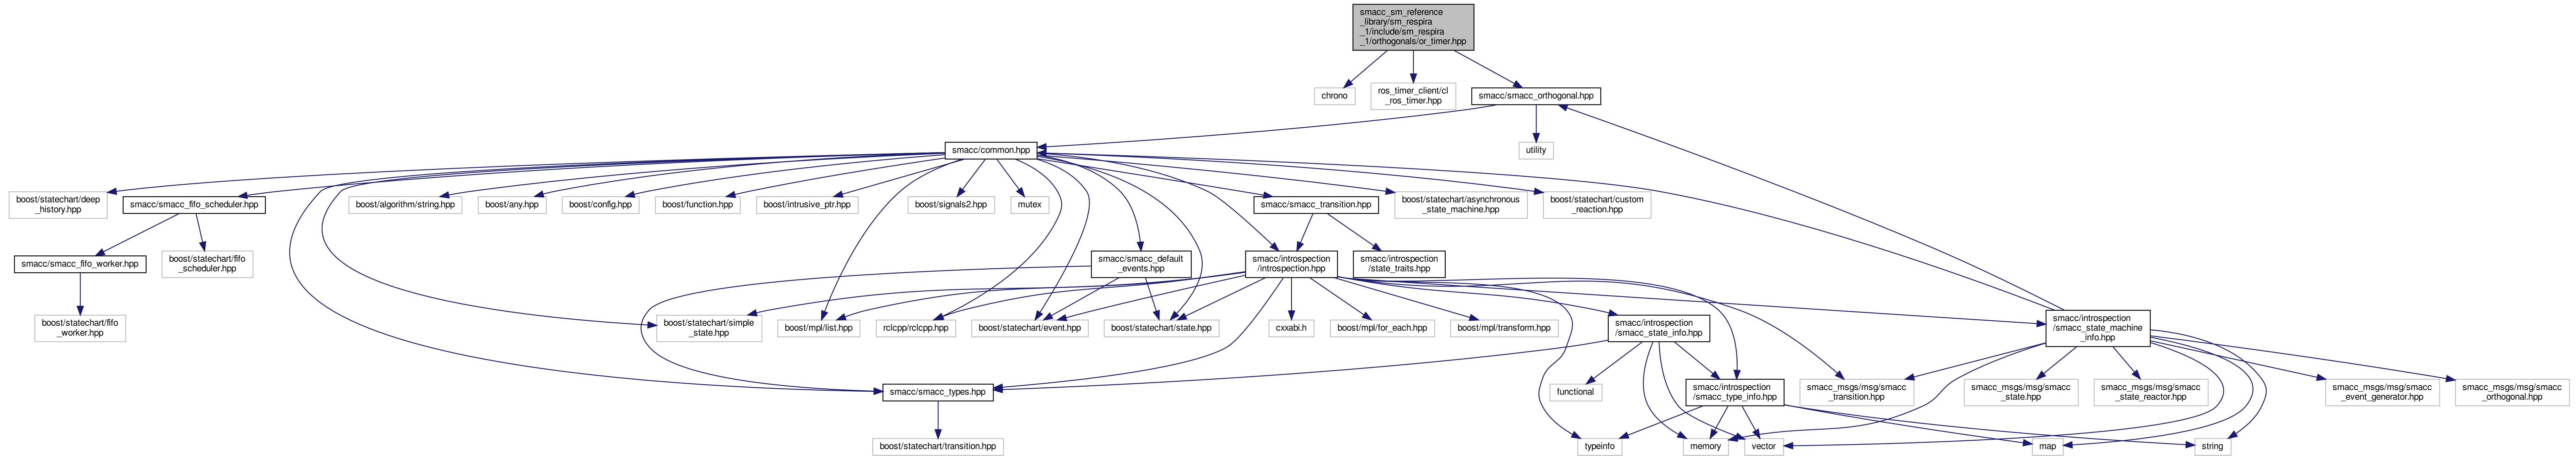 smacc_sm_reference
_library/sm_respira
_1/include/sm_respira
_1/orthogonals/or_timer.hpp
chrono
ros_timer_client/cl
_ros_timer.hpp
smacc/smacc_orthogonal.hpp
smacc/common.hpp
utility
boost/statechart/deep
_history.hpp
smacc/smacc_fifo_scheduler.hpp
boost/algorithm/string.hpp
boost/any.hpp
boost/config.hpp
boost/function.hpp
boost/intrusive_ptr.hpp
boost/signals2.hpp
mutex
smacc/smacc_transition.hpp
boost/statechart/asynchronous
_state_machine.hpp
boost/statechart/custom
_reaction.hpp
smacc/smacc_fifo_worker.hpp
boost/statechart/fifo
_scheduler.hpp
smacc/smacc_default
_events.hpp
smacc/introspection
/introspection.hpp
smacc/introspection
/state_traits.hpp
boost/statechart/fifo
_worker.hpp
boost/statechart/simple
_state.hpp
boost/mpl/list.hpp
rclcpp/rclcpp.hpp
boost/statechart/event.hpp
boost/statechart/state.hpp
cxxabi.h
boost/mpl/for_each.hpp
boost/mpl/transform.hpp
smacc/introspection
/smacc_state_info.hpp
smacc/introspection
/smacc_state_machine
_info.hpp
smacc/smacc_types.hpp
functional
smacc/introspection
/smacc_type_info.hpp
smacc_msgs/msg/smacc
_transition.hpp
smacc_msgs/msg/smacc
_state.hpp
smacc_msgs/msg/smacc
_state_reactor.hpp
smacc_msgs/msg/smacc
_event_generator.hpp
smacc_msgs/msg/smacc
_orthogonal.hpp
boost/statechart/transition.hpp
typeinfo
memory
vector
map
string